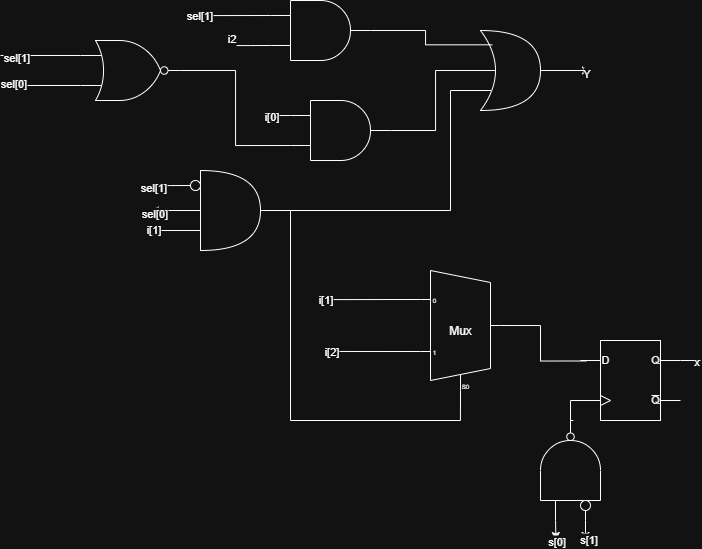 sel[1]
i2
sel[1]
sel[0]
Y
i[0]
sel[1]
sel[0]
i[1]
i[1]
0
Mux
i[2]
1
S0
D
Q
x
Q
s[0]
s[1]